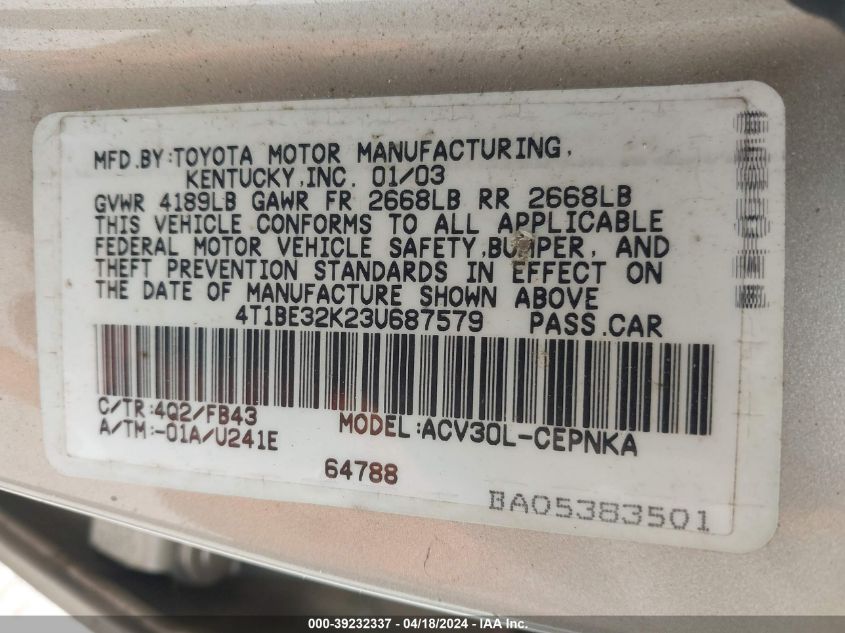 MFD.BY:TOYOTA MOTOR MANUFACTURING,
KENTUCKY,INC. 01/03
GVWR 4189LB GAWR FR 2668LB RR 2668LB
THIS VEHICLE CONFORMS TO ALL APPLICABLE
FEDERAL MOTOR VEHICLE SAFETY,BUMPER, AND
THEFT PREVENTION STANDARDS IN EFFECT ON
THE DATE OF MANUFACTURE SHOWN ABOVE
4T1BE32K23U687579 PASS.CAR
C/TR:4Q2/FB43
A/TM:-01A/U241E
MODEL:ACV30L-CEPNKA
64788
BA05383501
000-39232337 - 04/18/2024 - IAA Inc.